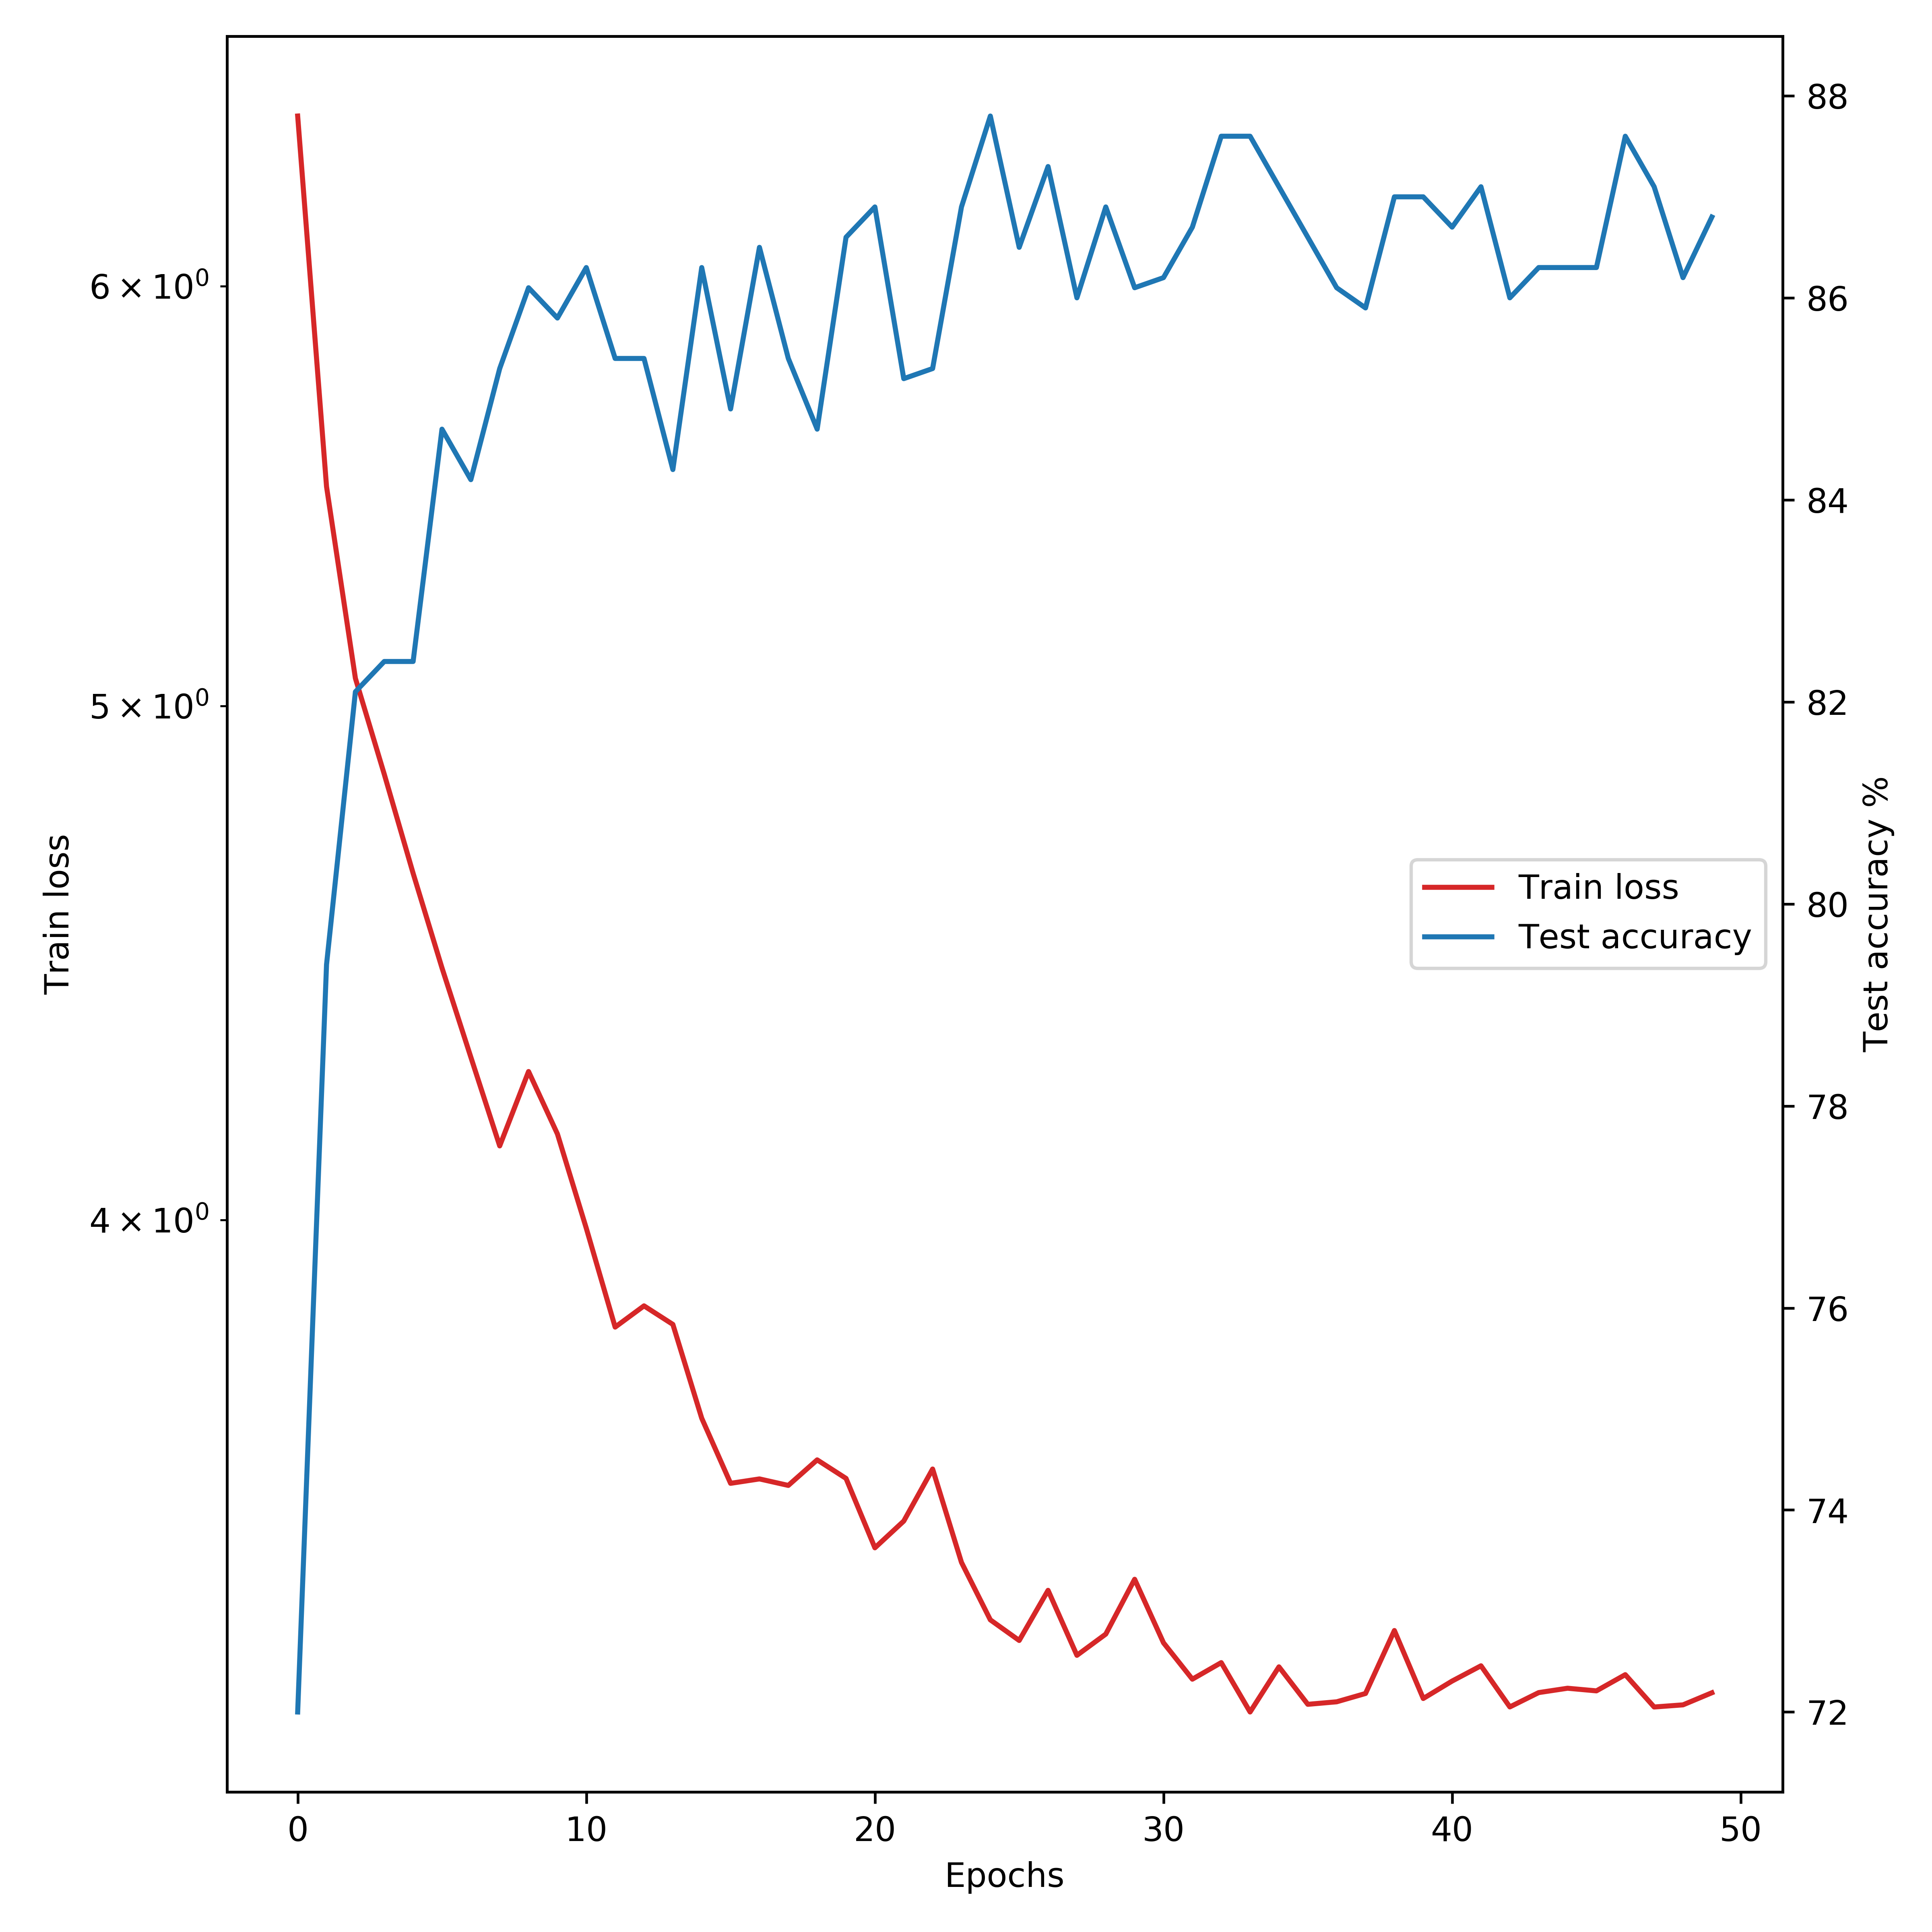 Train loss
6 × 10⁰
5 × 10⁰
4 × 10⁰
88
86
84
82
80
78
76
74
72
Test accuracy %
Train loss
Test accuracy
0 10 20 30 40 50
Epochs